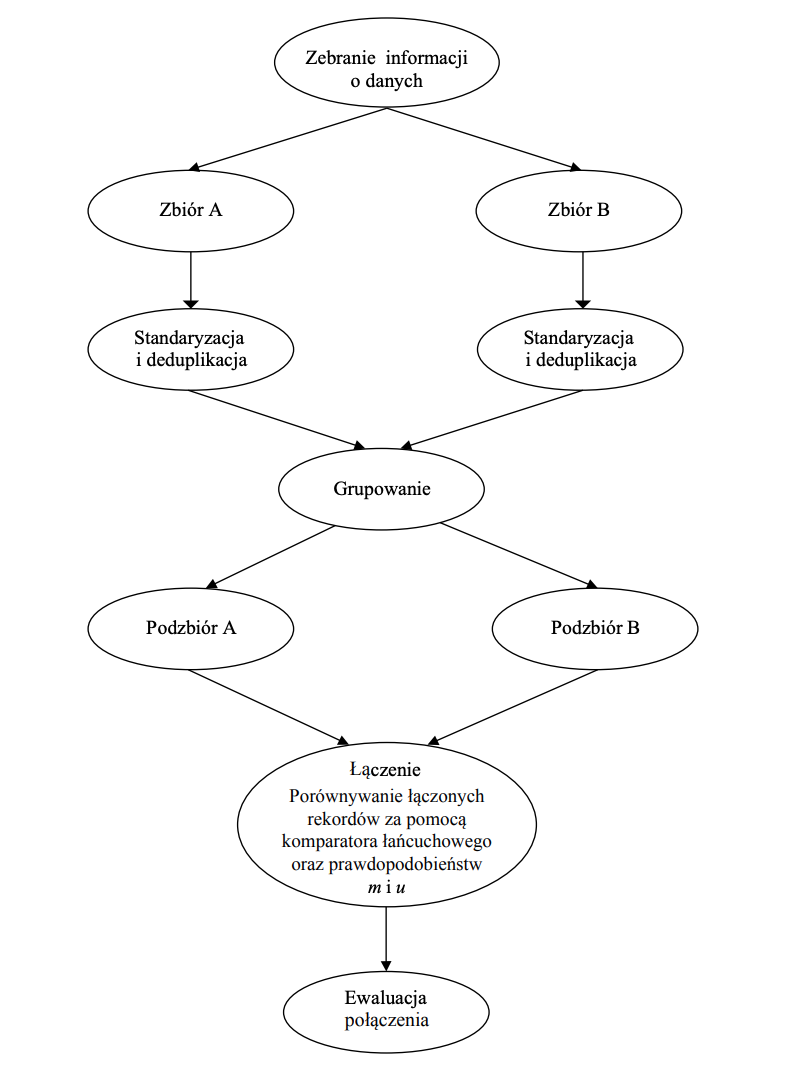 Zebranie informacji
o danych
Zbiór A
Zbiór B
Standaryzacja
i deduplikacja
Standaryzacja
i deduplikacja
Grupowanie
Podzbiór A
Podzbiór B
Łączenie
Porównywanie łączonych
rekordów za pomocą
komparatora łańcuchowego
oraz prawdopodobieństw
m i u
Ewaluacja
połączenia